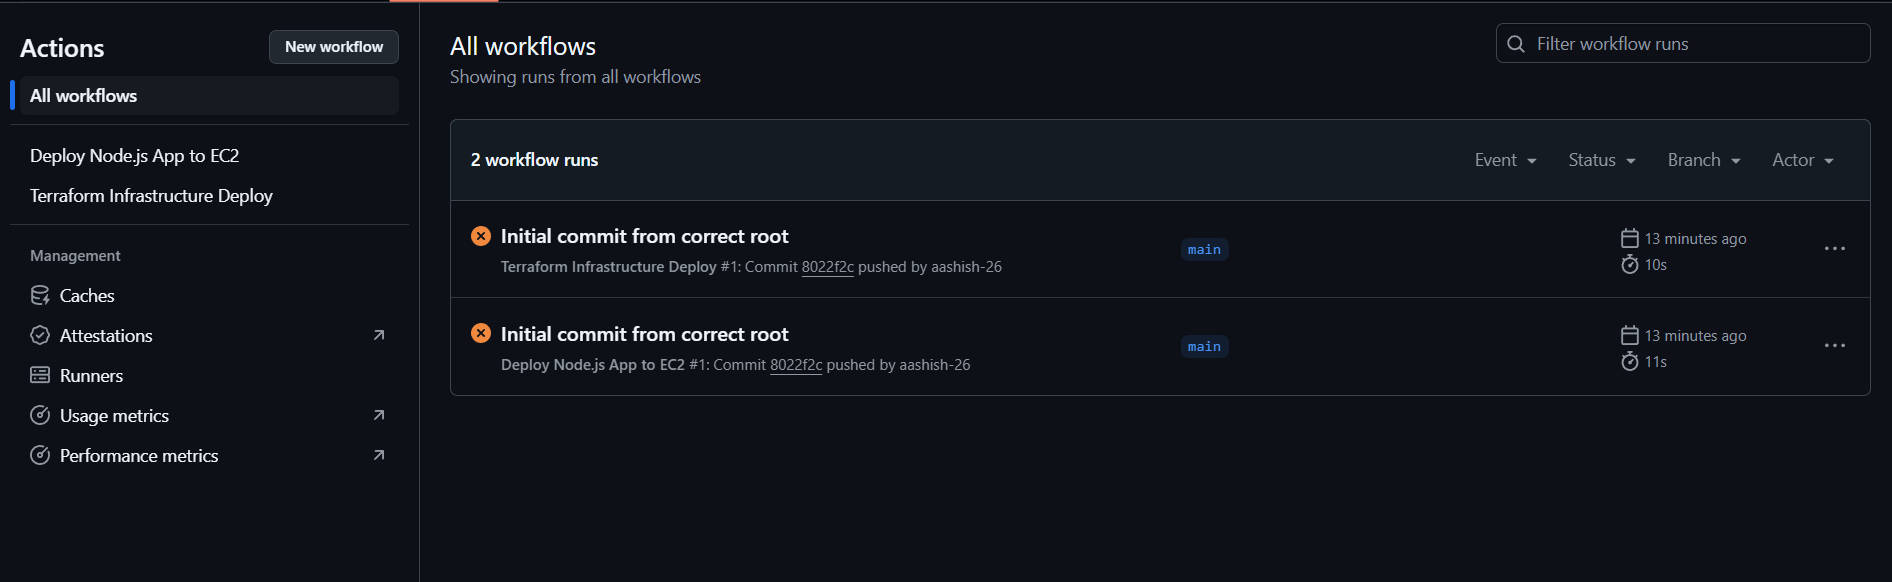 Actions
New workflow
All workflows
Deploy Node.js App to EC2
Terraform Infrastructure Deploy
Management
Caches
Attestations
Runners
Usage metrics
Performance metrics
All workflows
Showing runs from all workflows
Filter workflow runs
2 workflow runs
Event
Status
Branch
Actor
Initial commit from correct root
Terraform Infrastructure Deploy #1: Commit 8022f2c pushed by aashish-26
main
13 minutes ago
10s
Initial commit from correct root
Deploy Node.js App to EC2 #1: Commit 8022f2c pushed by aashish-26
main
13 minutes ago
11s